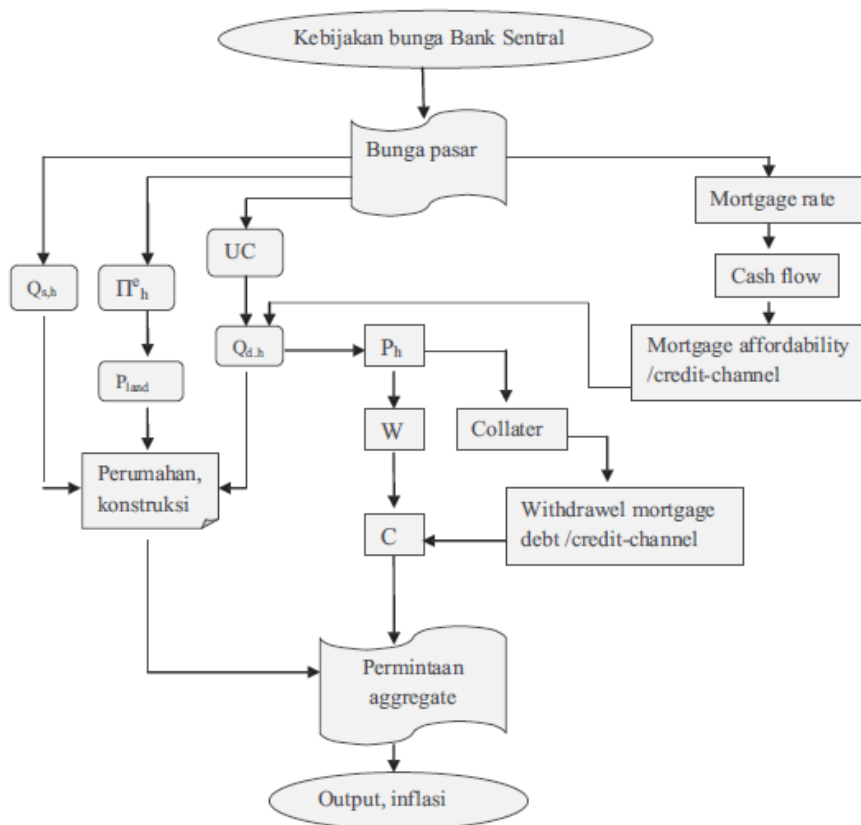 Kebijakan bunga Bank Sentral
Bunga pasar
Mortgage rate
UC
Cash flow
Qs,h
Πeh
Qd.h
Ph
Mortgage affordability
/credit-channel
Pland
W
Collater
Perumahan,
konstruksi
Withdrawel mortgage
debt /credit-channel
C
Permintaan
aggregate
Output, inflasi